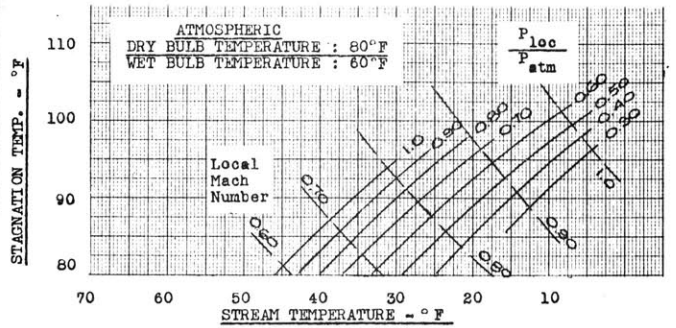 ATMOSPHERIC
DRY BULB TEMPERATURE : 80°F
WET BULB TEMPERATURE : 60°F
P loc
P atm
STAGNATION TEMP. - °F
110
100
90
80
Local
Mach
Number
1.0
0.90
0.80
0.70
0.60
0.50
0.40
0.30
0.60
0.70
0.80
0.90
1.0
70 60 50 40 30 20 10
STREAM TEMPERATURE - °F